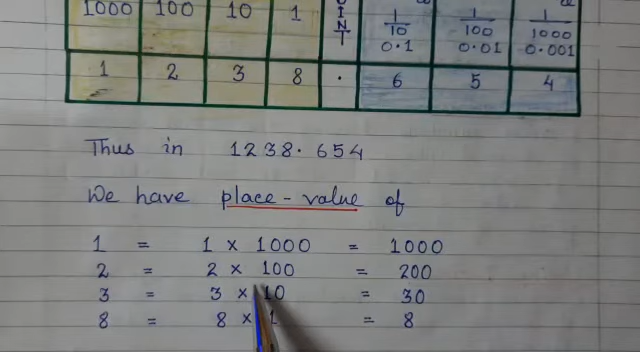 1000 100 10 1 OINT 1/10 0.1 1/100 0.01 1/1000 0.001
1 2 3 8 . 6 5 4
Thus in 1238.654
We have place-value of
1 = 1 × 1000 = 1000
2 = 2 × 100 = 200
3 = 3 × 10 = 30
8 = 8 × 1 = 8